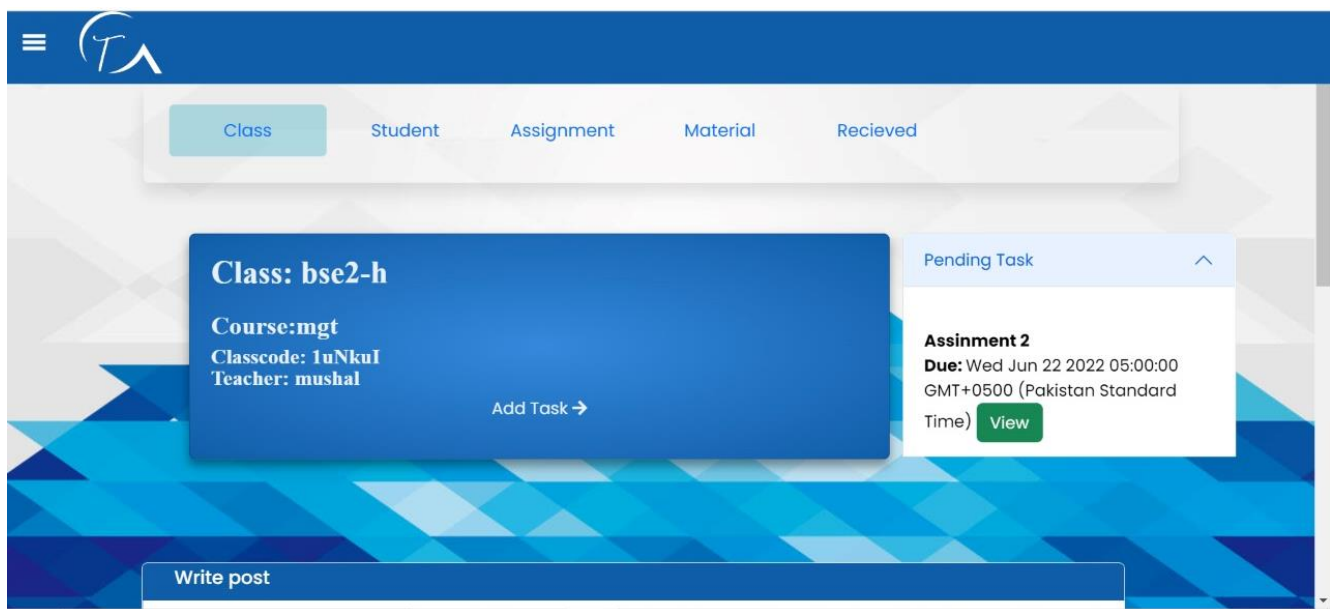 TA
Class Student Assignment Material Recieved
Class: bse2-h
Course:mgt
Classcode: 1uNkuI
Teacher: mushal
Add Task →
Pending Task
Assinment 2
Due: Wed Jun 22 2022 05:00:00
GMT+0500 (Pakistan Standard
Time) View
Write post